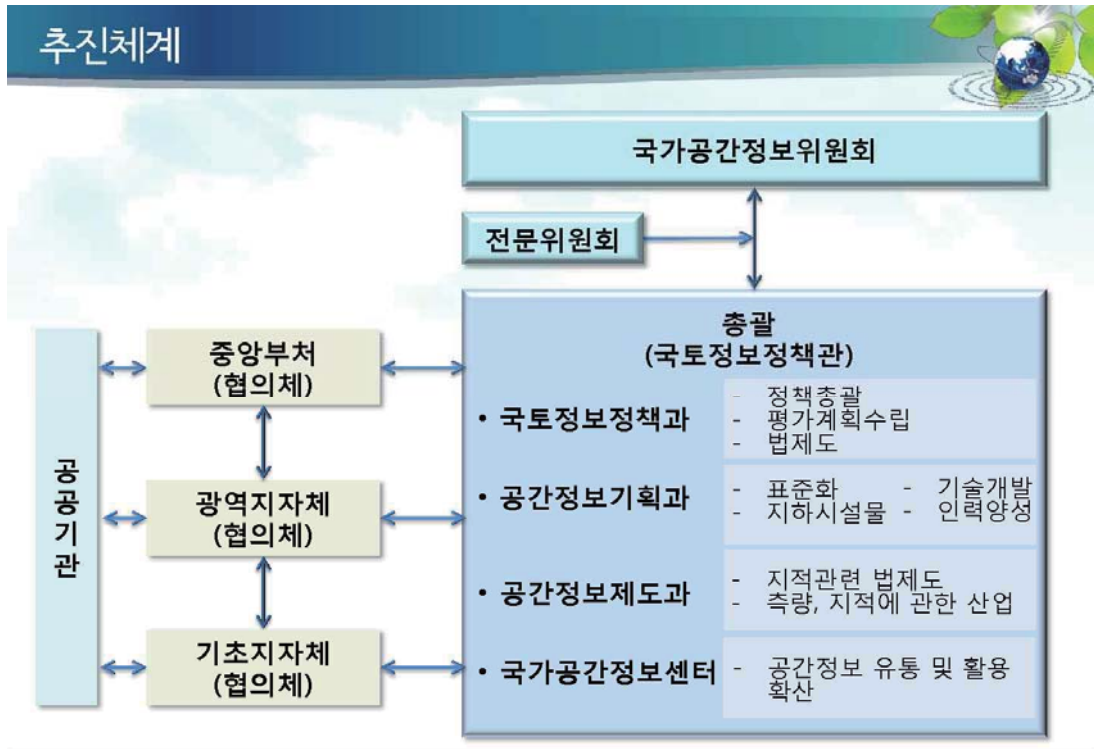 추진체계
국가공간정보위원회
전문위원회
총괄
(국토정보정책관)
• 국토정보정책과
- 정책총괄
- 평가계획수립
- 법제도
• 공간정보기획과
- 표준화 - 기술개발
- 지하시설물 - 인력양성
• 공간정보제도과
- 지적관련 법제도
- 측량, 지적에 관한 산업
• 국가공간정보센터
- 공간정보 유통 및 활용
확산
중앙부처
(협의체)
광역지자체
(협의체)
기초지자체
(협의체)
공공기관